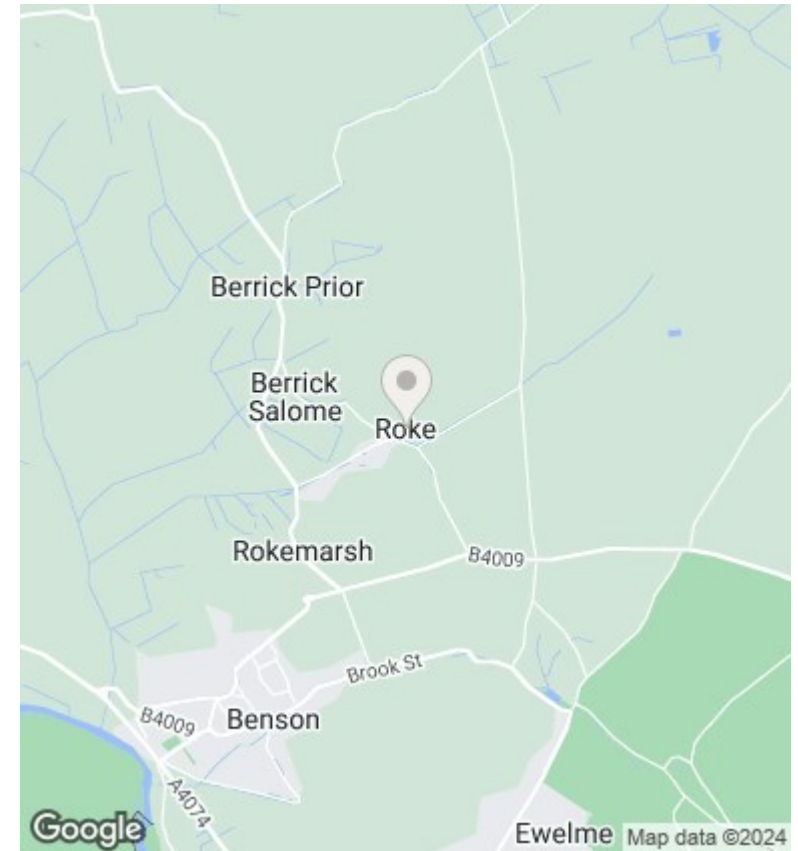 Berrick Prior
Berrick
Salome
Roke
Rokemarsh
B4009
Brook St
B4009
Benson
A4074
Ewelme
Google
Map data ©2024